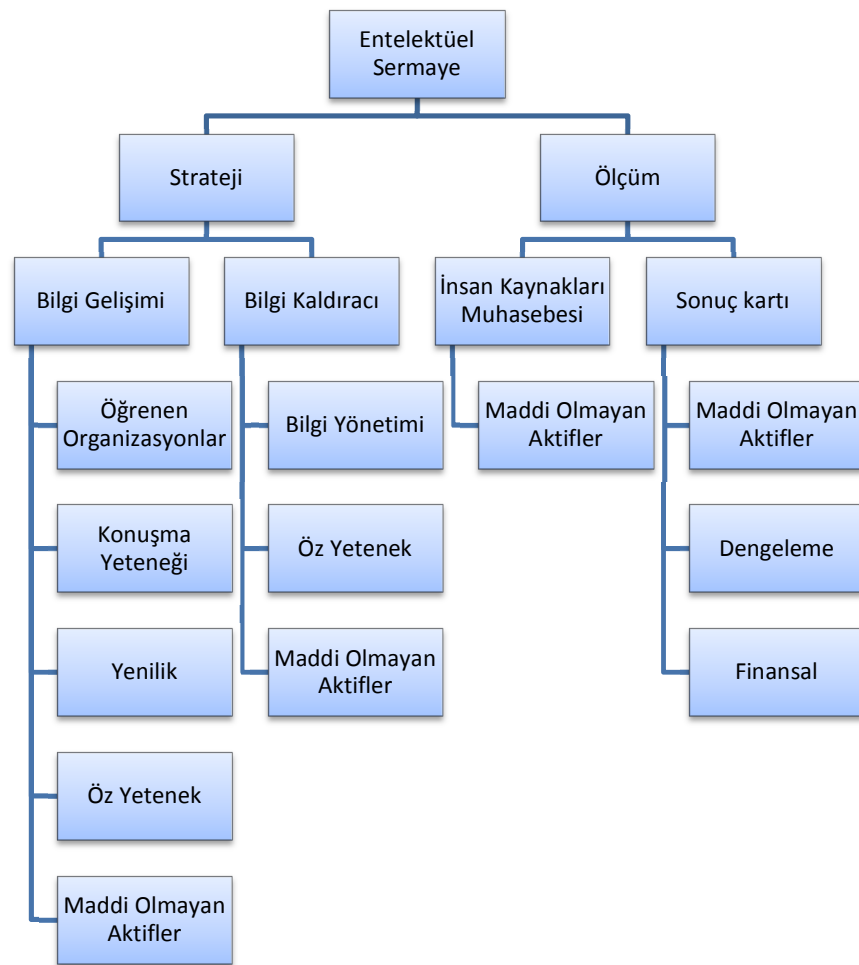 Entelektüel
Sermaye
Strateji
Ölçüm
Bilgi Gelişimi
Bilgi Kaldıracı
İnsan Kaynakları
Muhasebesi
Sonuç kartı
Öğrenen
Organizasyonlar
Konuşma
Yeteneği
Yenilik
Öz Yetenek
Maddi Olmayan
Aktifler
Bilgi Yönetimi
Öz Yetenek
Maddi Olmayan
Aktifler
Maddi Olmayan
Aktifler
Maddi Olmayan
Aktifler
Dengeleme
Finansal